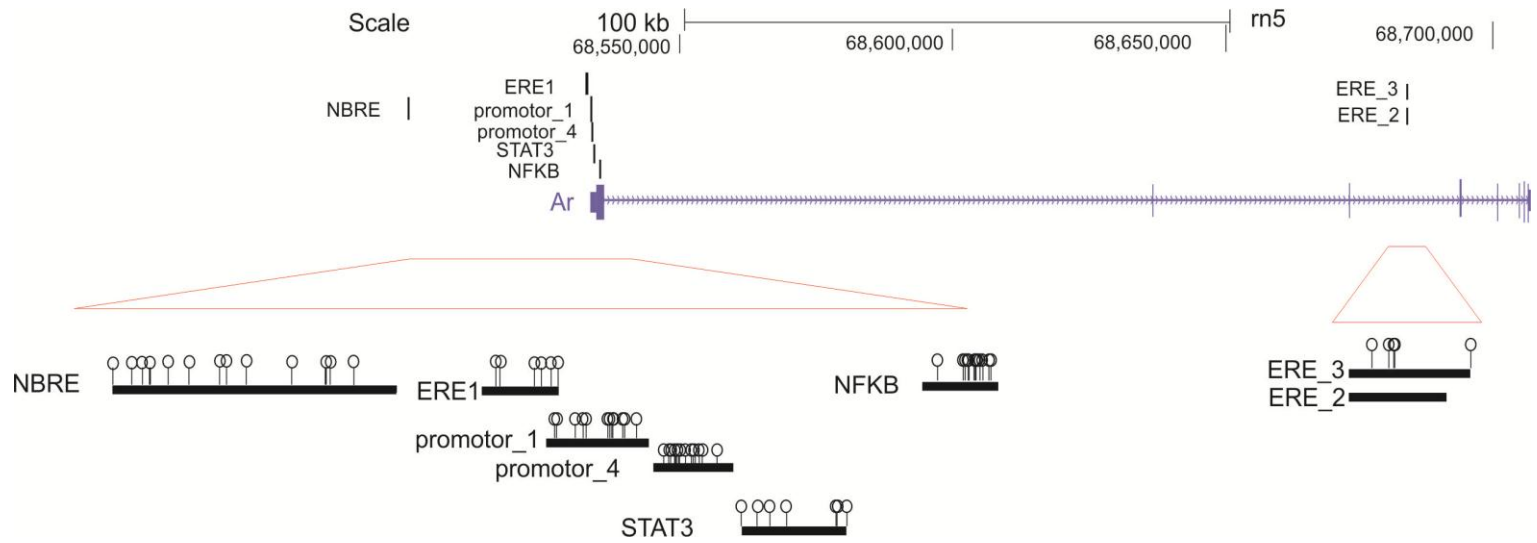 Scale 100 kb rn5
68,550,000 68,600,000 68,650,000 68,700,000
ERE1 ERE_3
NBRE promotor_1 ERE_2
promotor_4
STAT3
NFKB
Ar
NBRE ERE1 NFKB ERE_3
ERE_2
promotor_1
promotor_4
STAT3